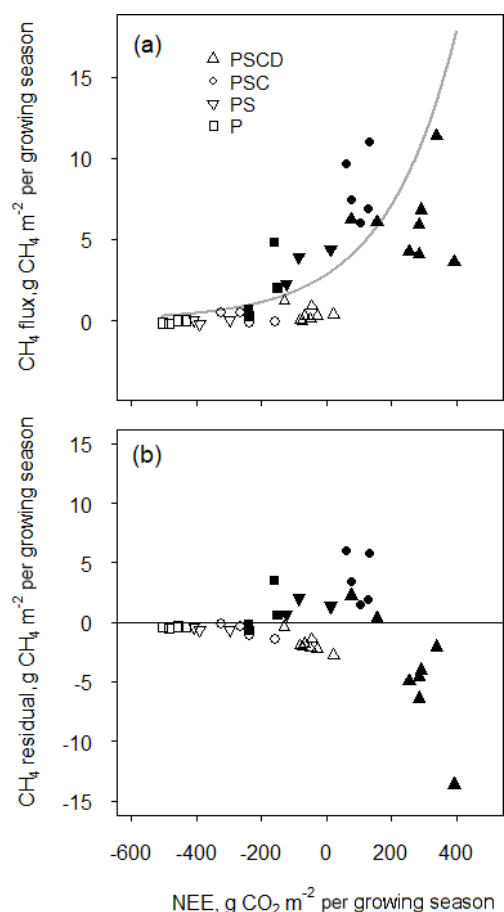 (a)
PSCD
PSC
PS
P
15
10
5
0
CH₄ flux, g CH₄ m⁻² per growing season
(b)
15
10
5
0
-5
-10
-15
CH₄ residual, g CH₄ m⁻² per growing season
-600 -400 -200 0 200 400
NEE, g CO₂ m⁻² per growing season